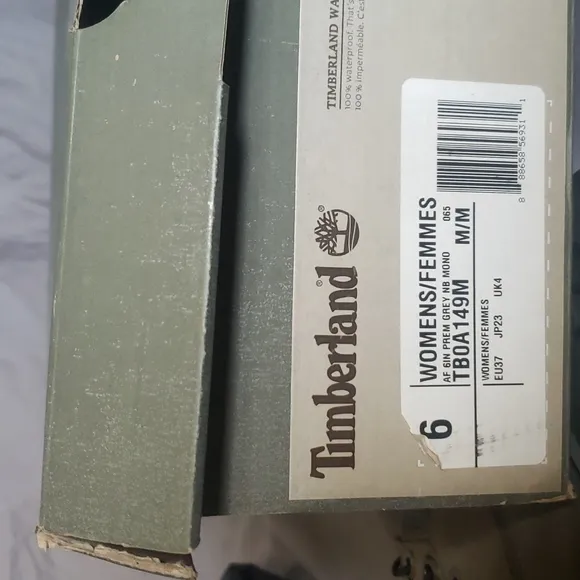 TIMBERLAND WA
100% waterproof. That's
100% imperméable. C'est
Timberland®
6
WOMENS/FEMMES
AF 6IN PREM GREY NB MONO 065
TB0A149M M/M
WOMENS/FEMMES
EU37 JP23 UK4
8 88658 56931 1